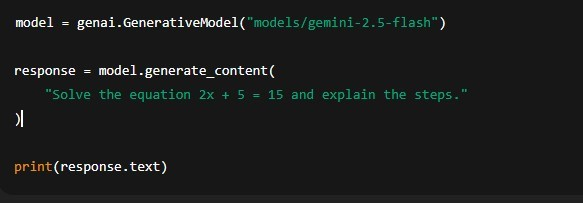 model = genai.GenerativeModel("models/gemini-2.5-flash")
response = model.generate_content(
    "Solve the equation 2x + 5 = 15 and explain the steps."
)
print(response.text)